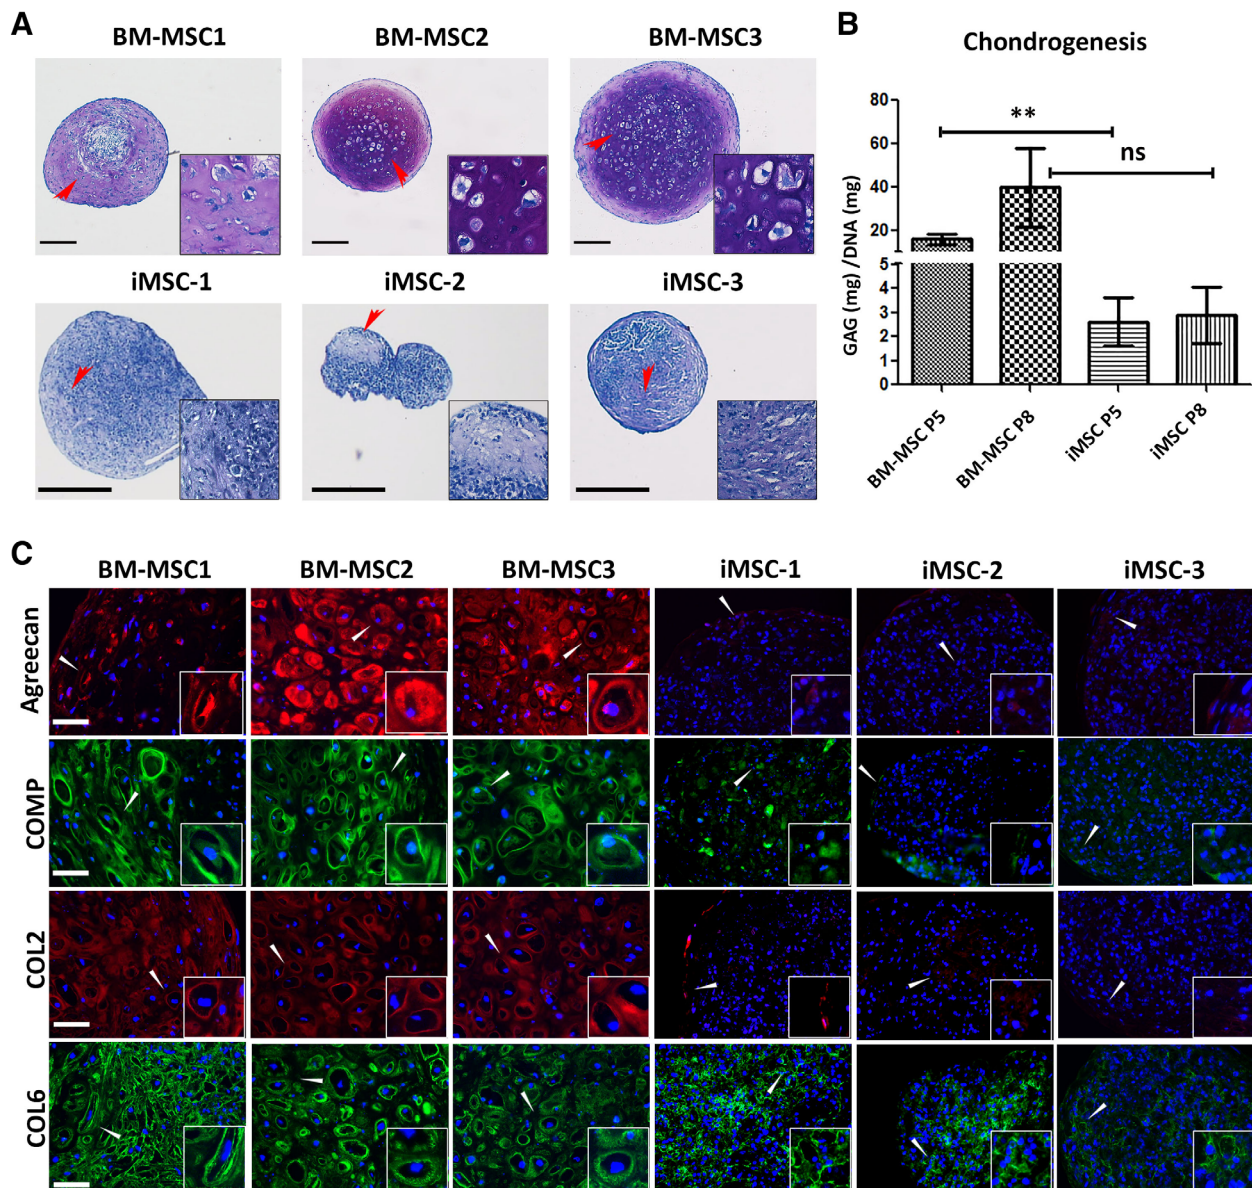 A
BM-MSC1 BM-MSC2 BM-MSC3
iMSC-1 iMSC-2 iMSC-3
B
Chondrogenesis
GAG (mg) /DNA (mg)
80
60
40
20
5
4
3
2
1
0
**
ns
BM-MSC P5
BM-MSC P8
iMSC P5
iMSC P8
C
BM-MSC1 BM-MSC2 BM-MSC3 iMSC-1 iMSC-2 iMSC-3
Agreecan
COMP
COL2
COL6